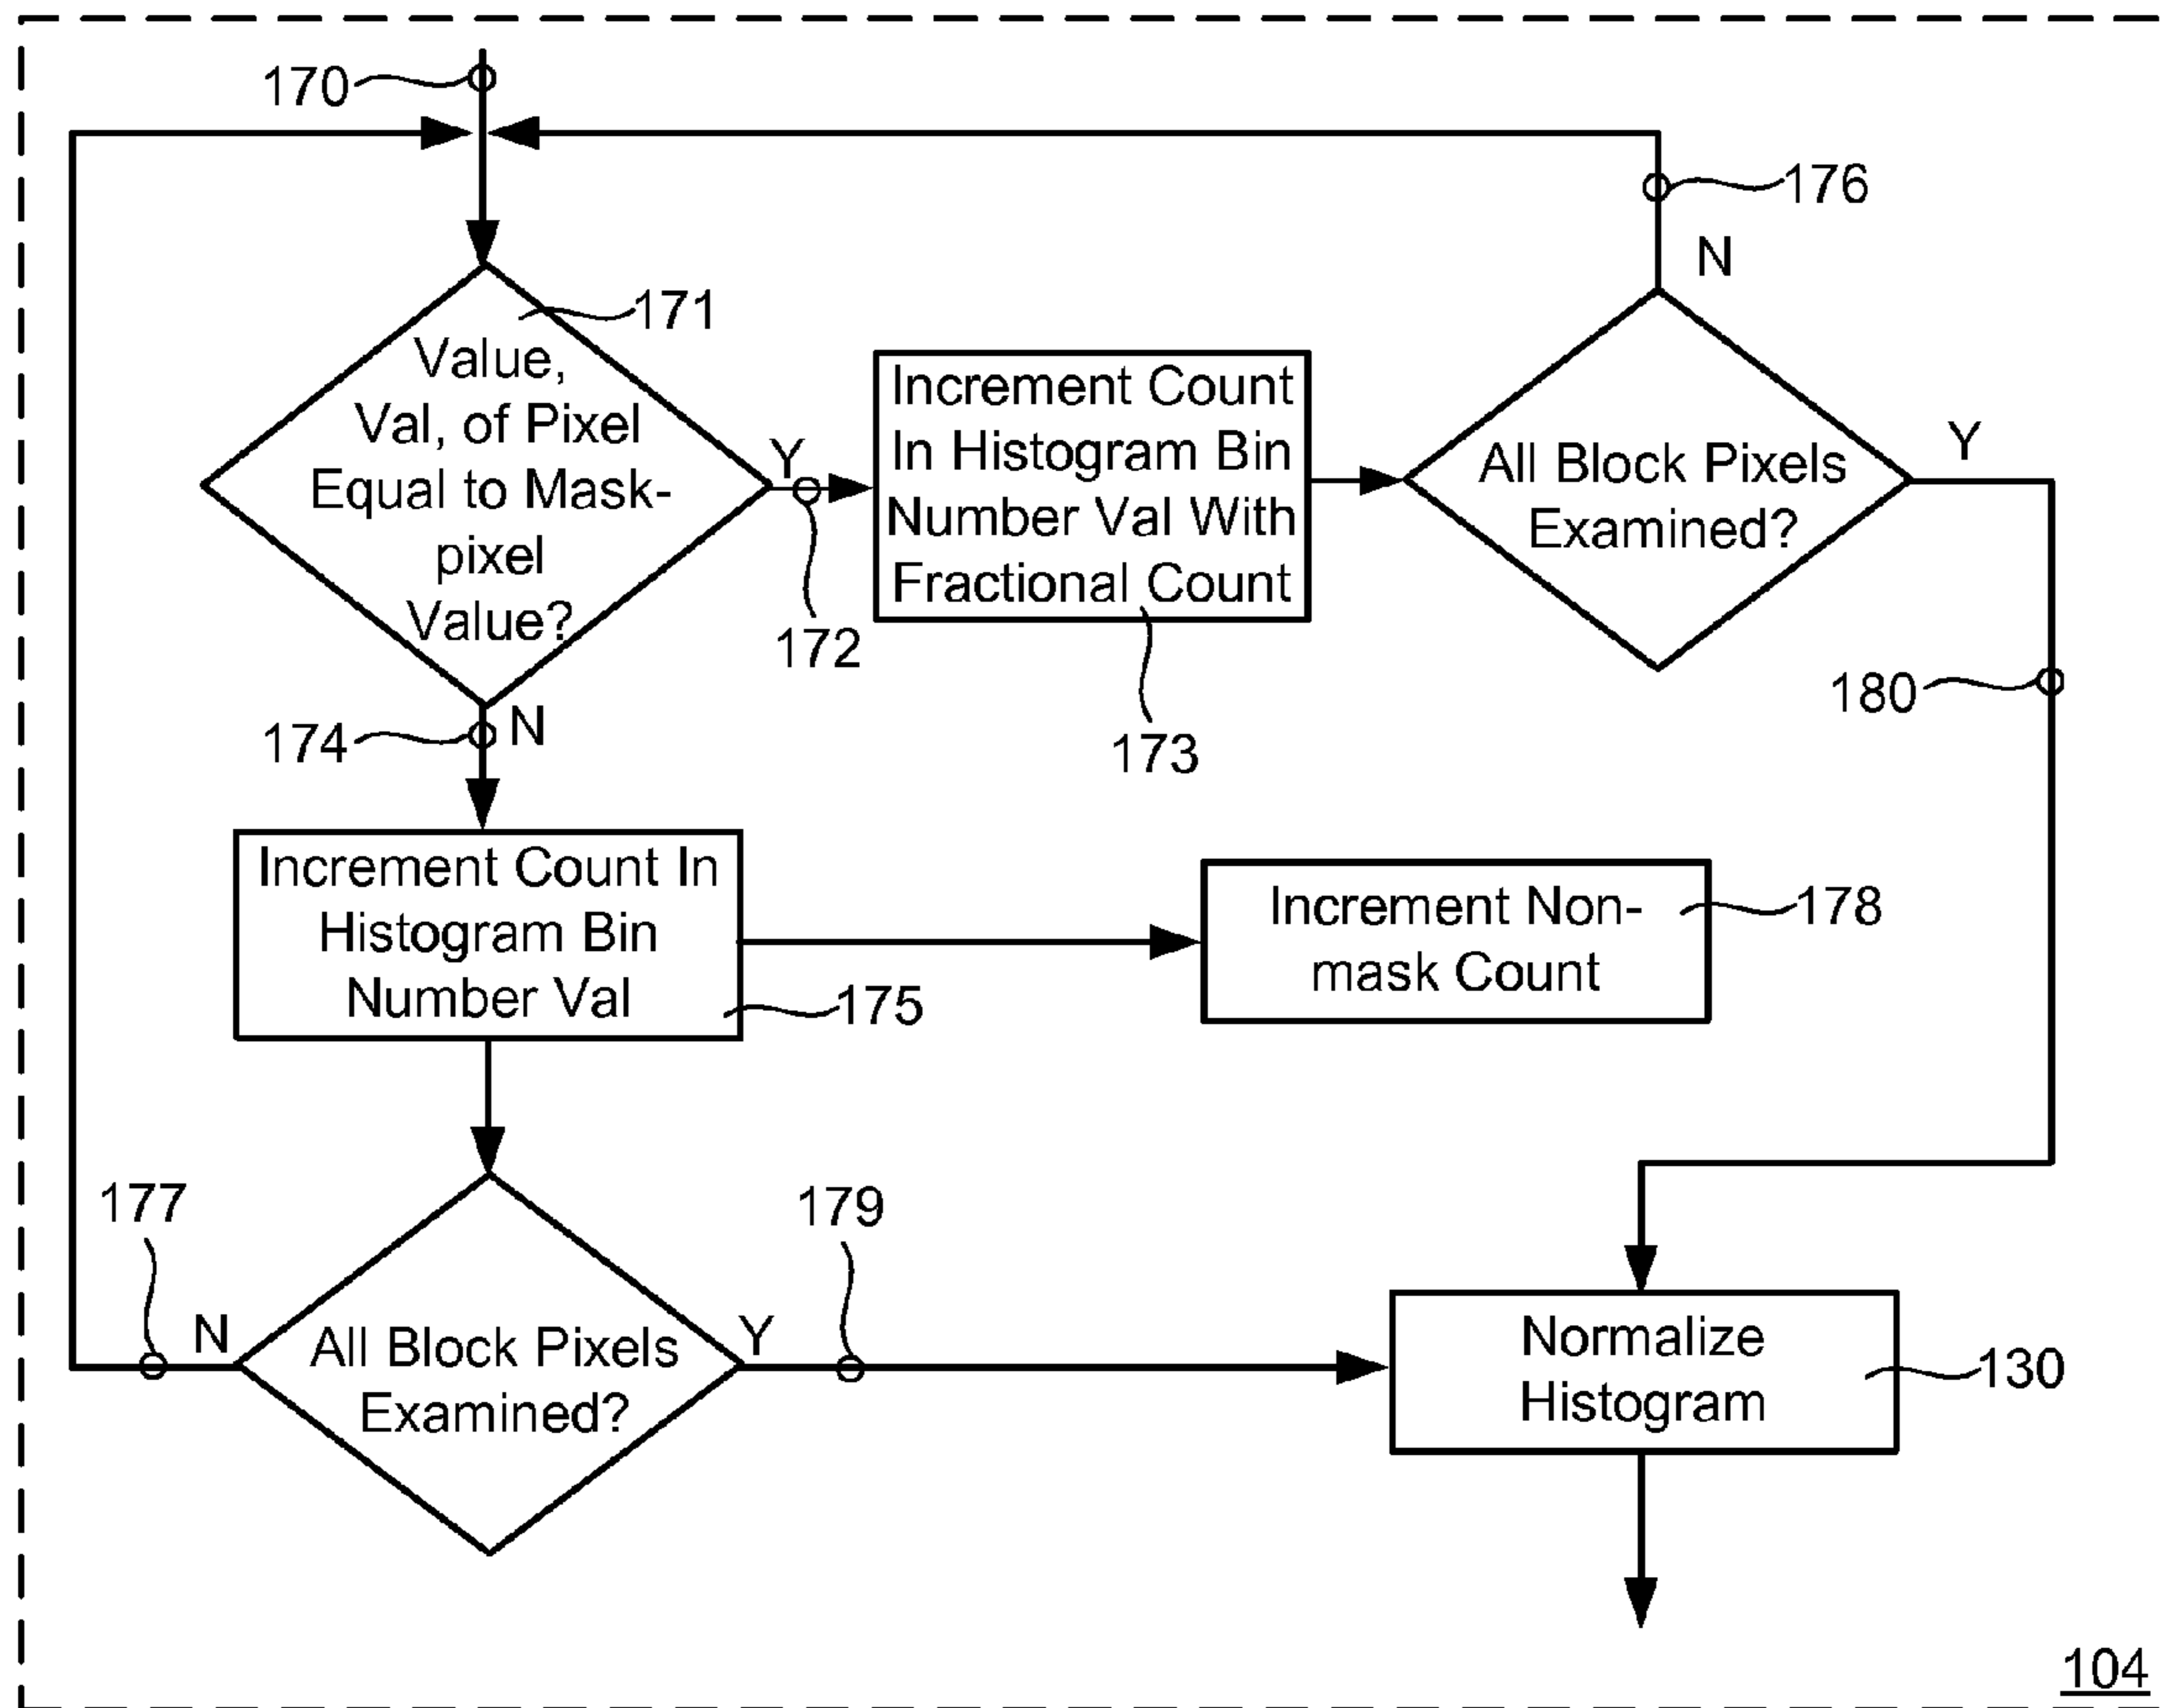 170
176
N
171
Value,
Val, of Pixel
Equal to Mask-
pixel
Value?
Y
172
Increment Count
In Histogram Bin
Number Val With
Fractional Count
173
All Block Pixels
Examined?
Y
180
174
N
Increment Count In
Histogram Bin
Number Val
175
Increment Non-
mask Count
178
177
N
All Block Pixels
Examined?
Y
179
Normalize
Histogram
130
104